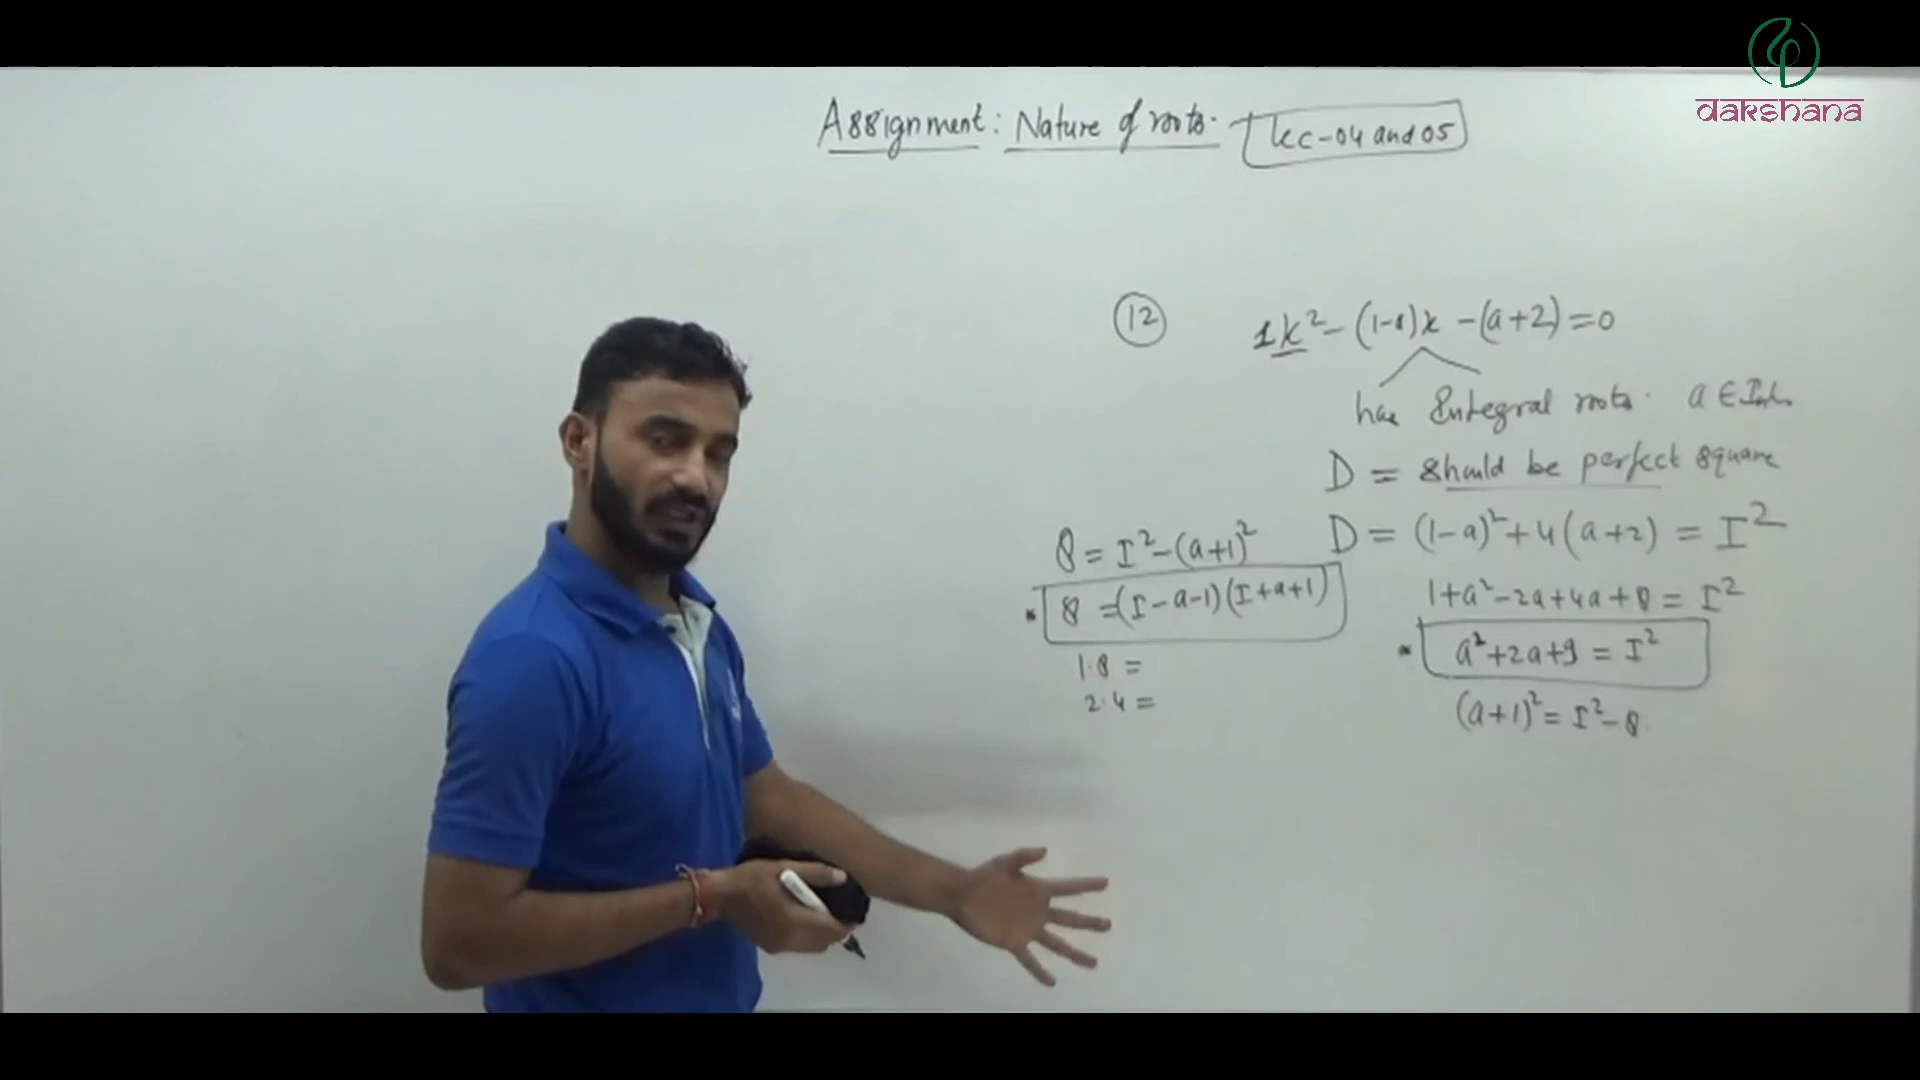 dakshana
Assignment: Nature of roots. Lec-04 and 05
(12) 1x² - (1-a)x - (a+2) = 0
has Integral roots. a ∈ Int.
D = should be perfect square
D = (1-a)² + 4(a+2) = I²
1+a²-2a+4a+8 = I²
* a²+2a+9 = I²
(a+1)² = I²-8
8 = I²-(a+1)²
* 8 = (I-a-1)(I+a+1)
1·8 =
2·4 =